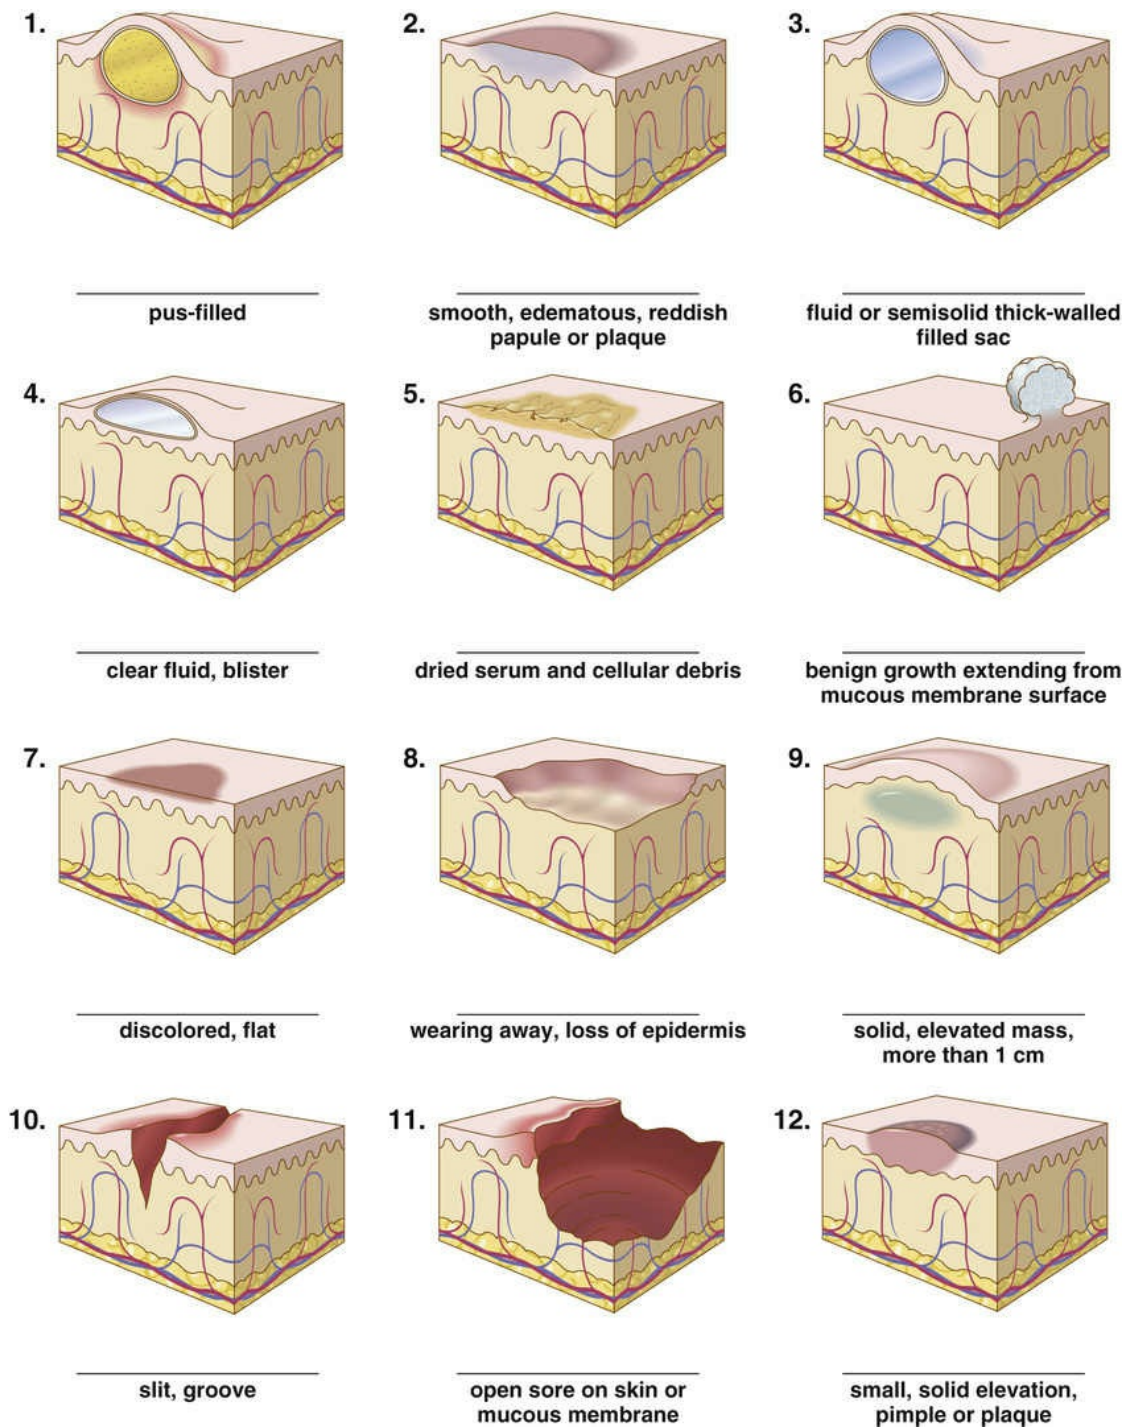 1.
2.
3.
pus-filled
smooth, edematous, reddish
papule or plaque
fluid or semisolid thick-walled
filled sac
4.
5.
6.
clear fluid, blister
dried serum and cellular debris
benign growth extending from
mucous membrane surface
7.
8.
9.
discolored, flat
wearing away, loss of epidermis
solid, elevated mass,
more than 1 cm
10.
11.
12.
slit, groove
open sore on skin or
mucous membrane
small, solid elevation,
pimple or plaque